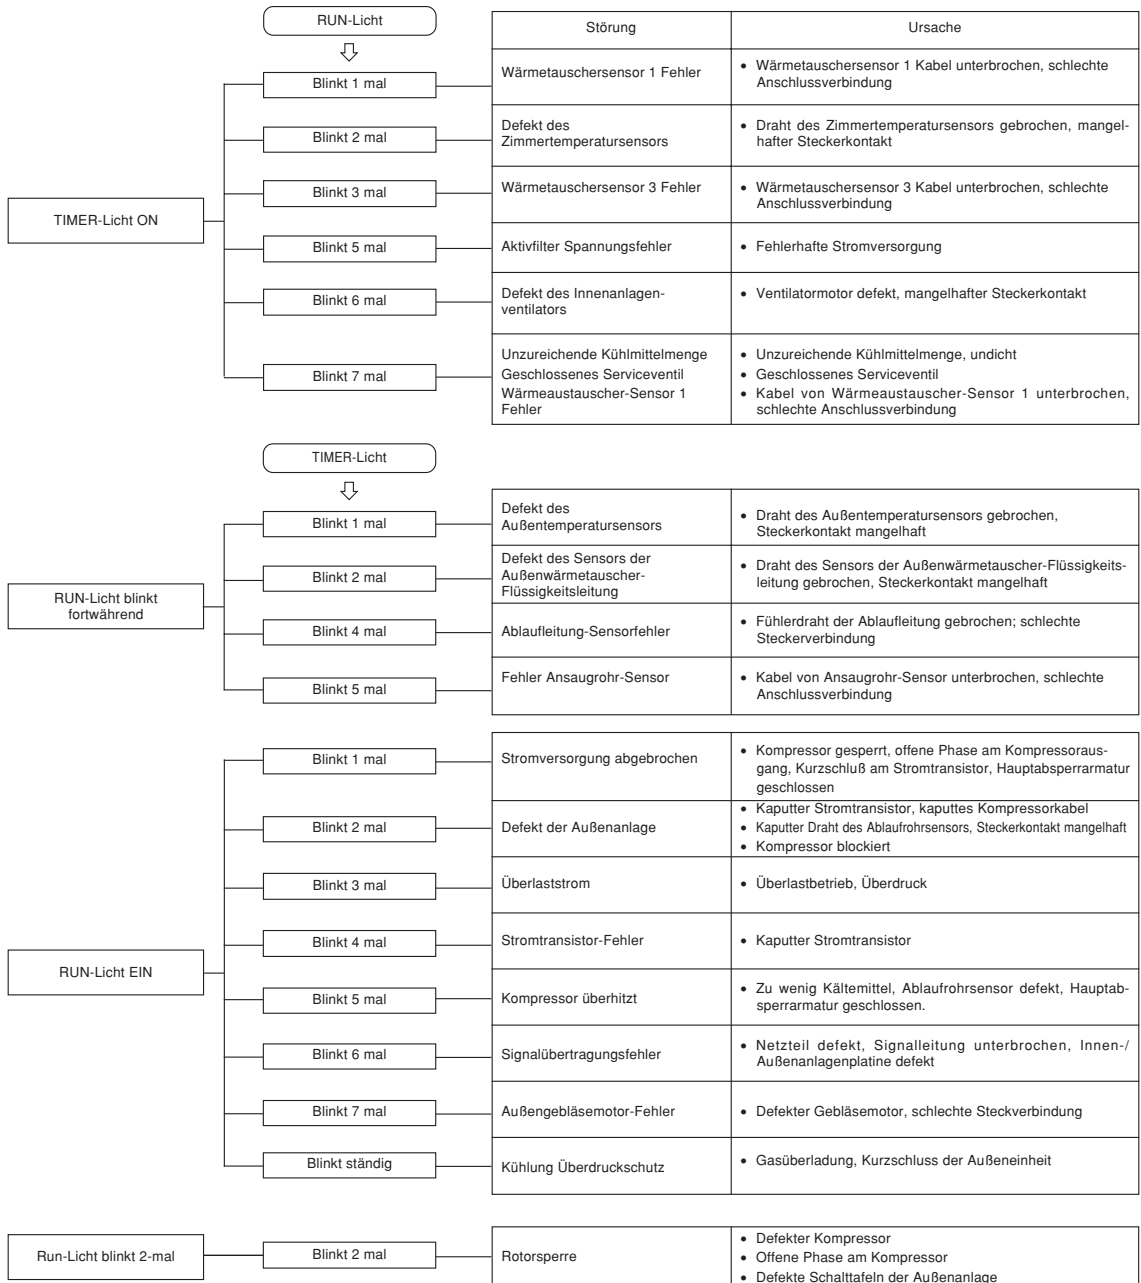 RUN-Licht
Störung
Ursache
TIMER-Licht ON
Blinkt 1 mal
Wärmetauschersensor 1 Fehler
• Wärmetauschersensor 1 Kabel unterbrochen, schlechte
Anschlussverbindung
Blinkt 2 mal
Defekt des
Zimmertemperatursensors
• Draht des Zimmertemperatursensors gebrochen, mangel-
hafter Steckerkontakt
Blinkt 3 mal
Wärmetauschersensor 3 Fehler
• Wärmetauschersensor 3 Kabel unterbrochen, schlechte
Anschlussverbindung
Blinkt 5 mal
Aktivfilter Spannungsfehler
• Fehlerhafte Stromversorgung
Blinkt 6 mal
Defekt des Innenanlagen-
ventilators
• Ventilatormotor defekt, mangelhafter Steckerkontakt
Blinkt 7 mal
Unzureichende Kühlmittelmenge
Geschlossenes Serviceventil
Wärmeaustauscher-Sensor 1
Fehler
• Unzureichende Kühlmittelmenge, undicht
• Geschlossenes Serviceventil
• Kabel von Wärmeaustauscher-Sensor 1 unterbrochen,
schlechte Anschlussverbindung
TIMER-Licht
RUN-Licht blinkt
fortwährend
Blinkt 1 mal
Defekt des
Außentemperatursensors
• Draht des Außentemperatursensors gebrochen,
Steckerkontakt mangelhaft
Blinkt 2 mal
Defekt des Sensors der
Außenwärmetauscher-
Flüssigkeitsleitung
• Draht des Sensors der Außenwärmetauscher-Flüssigkeits-
leitung gebrochen, Steckerkontakt mangelhaft
Blinkt 4 mal
Ablaufleitung-Sensorfehler
• Fühlerdraht der Ablaufleitung gebrochen; schlechte
Steckerverbindung
Blinkt 5 mal
Fehler Ansaugrohr-Sensor
• Kabel von Ansaugrohr-Sensor unterbrochen, schlechte
Anschlussverbindung
RUN-Licht EIN
Blinkt 1 mal
Stromversorgung abgebrochen
• Kompressor gesperrt, offene Phase am Kompressoraus-
gang, Kurzschluß am Stromtransistor, Hauptabsperrarmatur
geschlossen
Blinkt 2 mal
Defekt der Außenanlage
• Kaputter Stromtransistor, kaputtes Kompressorkabel
• Kaputter Draht des Ablaufrohrsensors, Steckerkontakt mangelhaft
• Kompressor blockiert
Blinkt 3 mal
Überlaststrom
• Überlastbetrieb, Überdruck
Blinkt 4 mal
Stromtransistor-Fehler
• Kaputter Stromtransistor
Blinkt 5 mal
Kompressor überhitzt
• Zu wenig Kältemittel, Ablaufrohrsensor defekt, Hauptab-
sperrarmatur geschlossen.
Blinkt 6 mal
Signalübertragungsfehler
• Netzteil defekt, Signalleitung unterbrochen, Innen-/
Außenanlagenplatine defekt
Blinkt 7 mal
Außengebläsemotor-Fehler
• Defekter Gebläsemotor, schlechte Steckverbindung
Blinkt ständig
Kühlung Überdruckschutz
• Gasüberladung, Kurzschluss der Außeneinheit
Run-Licht blinkt 2-mal
Blinkt 2 mal
Rotorsperre
• Defekter Kompressor
• Offene Phase am Kompressor
• Defekte Schalttafeln der Außenanlage